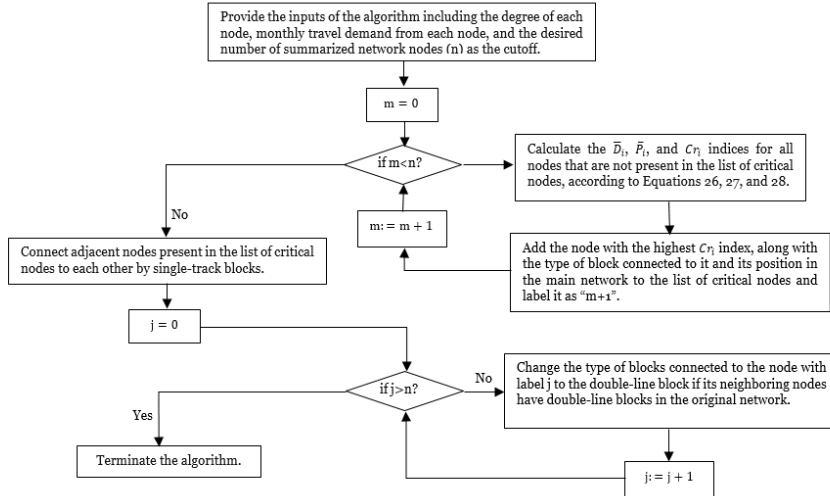 Provide the inputs of the algorithm including the degree of each
node, monthly travel demand from each node, and the desired
number of summarized network nodes (n) as the cutoff.
m = 0
if m<n?
Calculate the D̄ᵢ, P̄ᵢ, and Crᵢ indices for all
nodes that are not present in the list of critical
nodes, according to Equations 26, 27, and 28.
No
m: = m + 1
Add the node with the highest Crᵢ index, along with
the type of block connected to it and its position in
the main network to the list of critical nodes and
label it as “m+1”.
Connect adjacent nodes present in the list of critical
nodes to each other by single-track blocks.
j = 0
if j>n?
No
Change the type of blocks connected to the node with
label j to the double-line block if its neighboring nodes
have double-line blocks in the original network.
Yes
Terminate the algorithm.
j: = j + 1